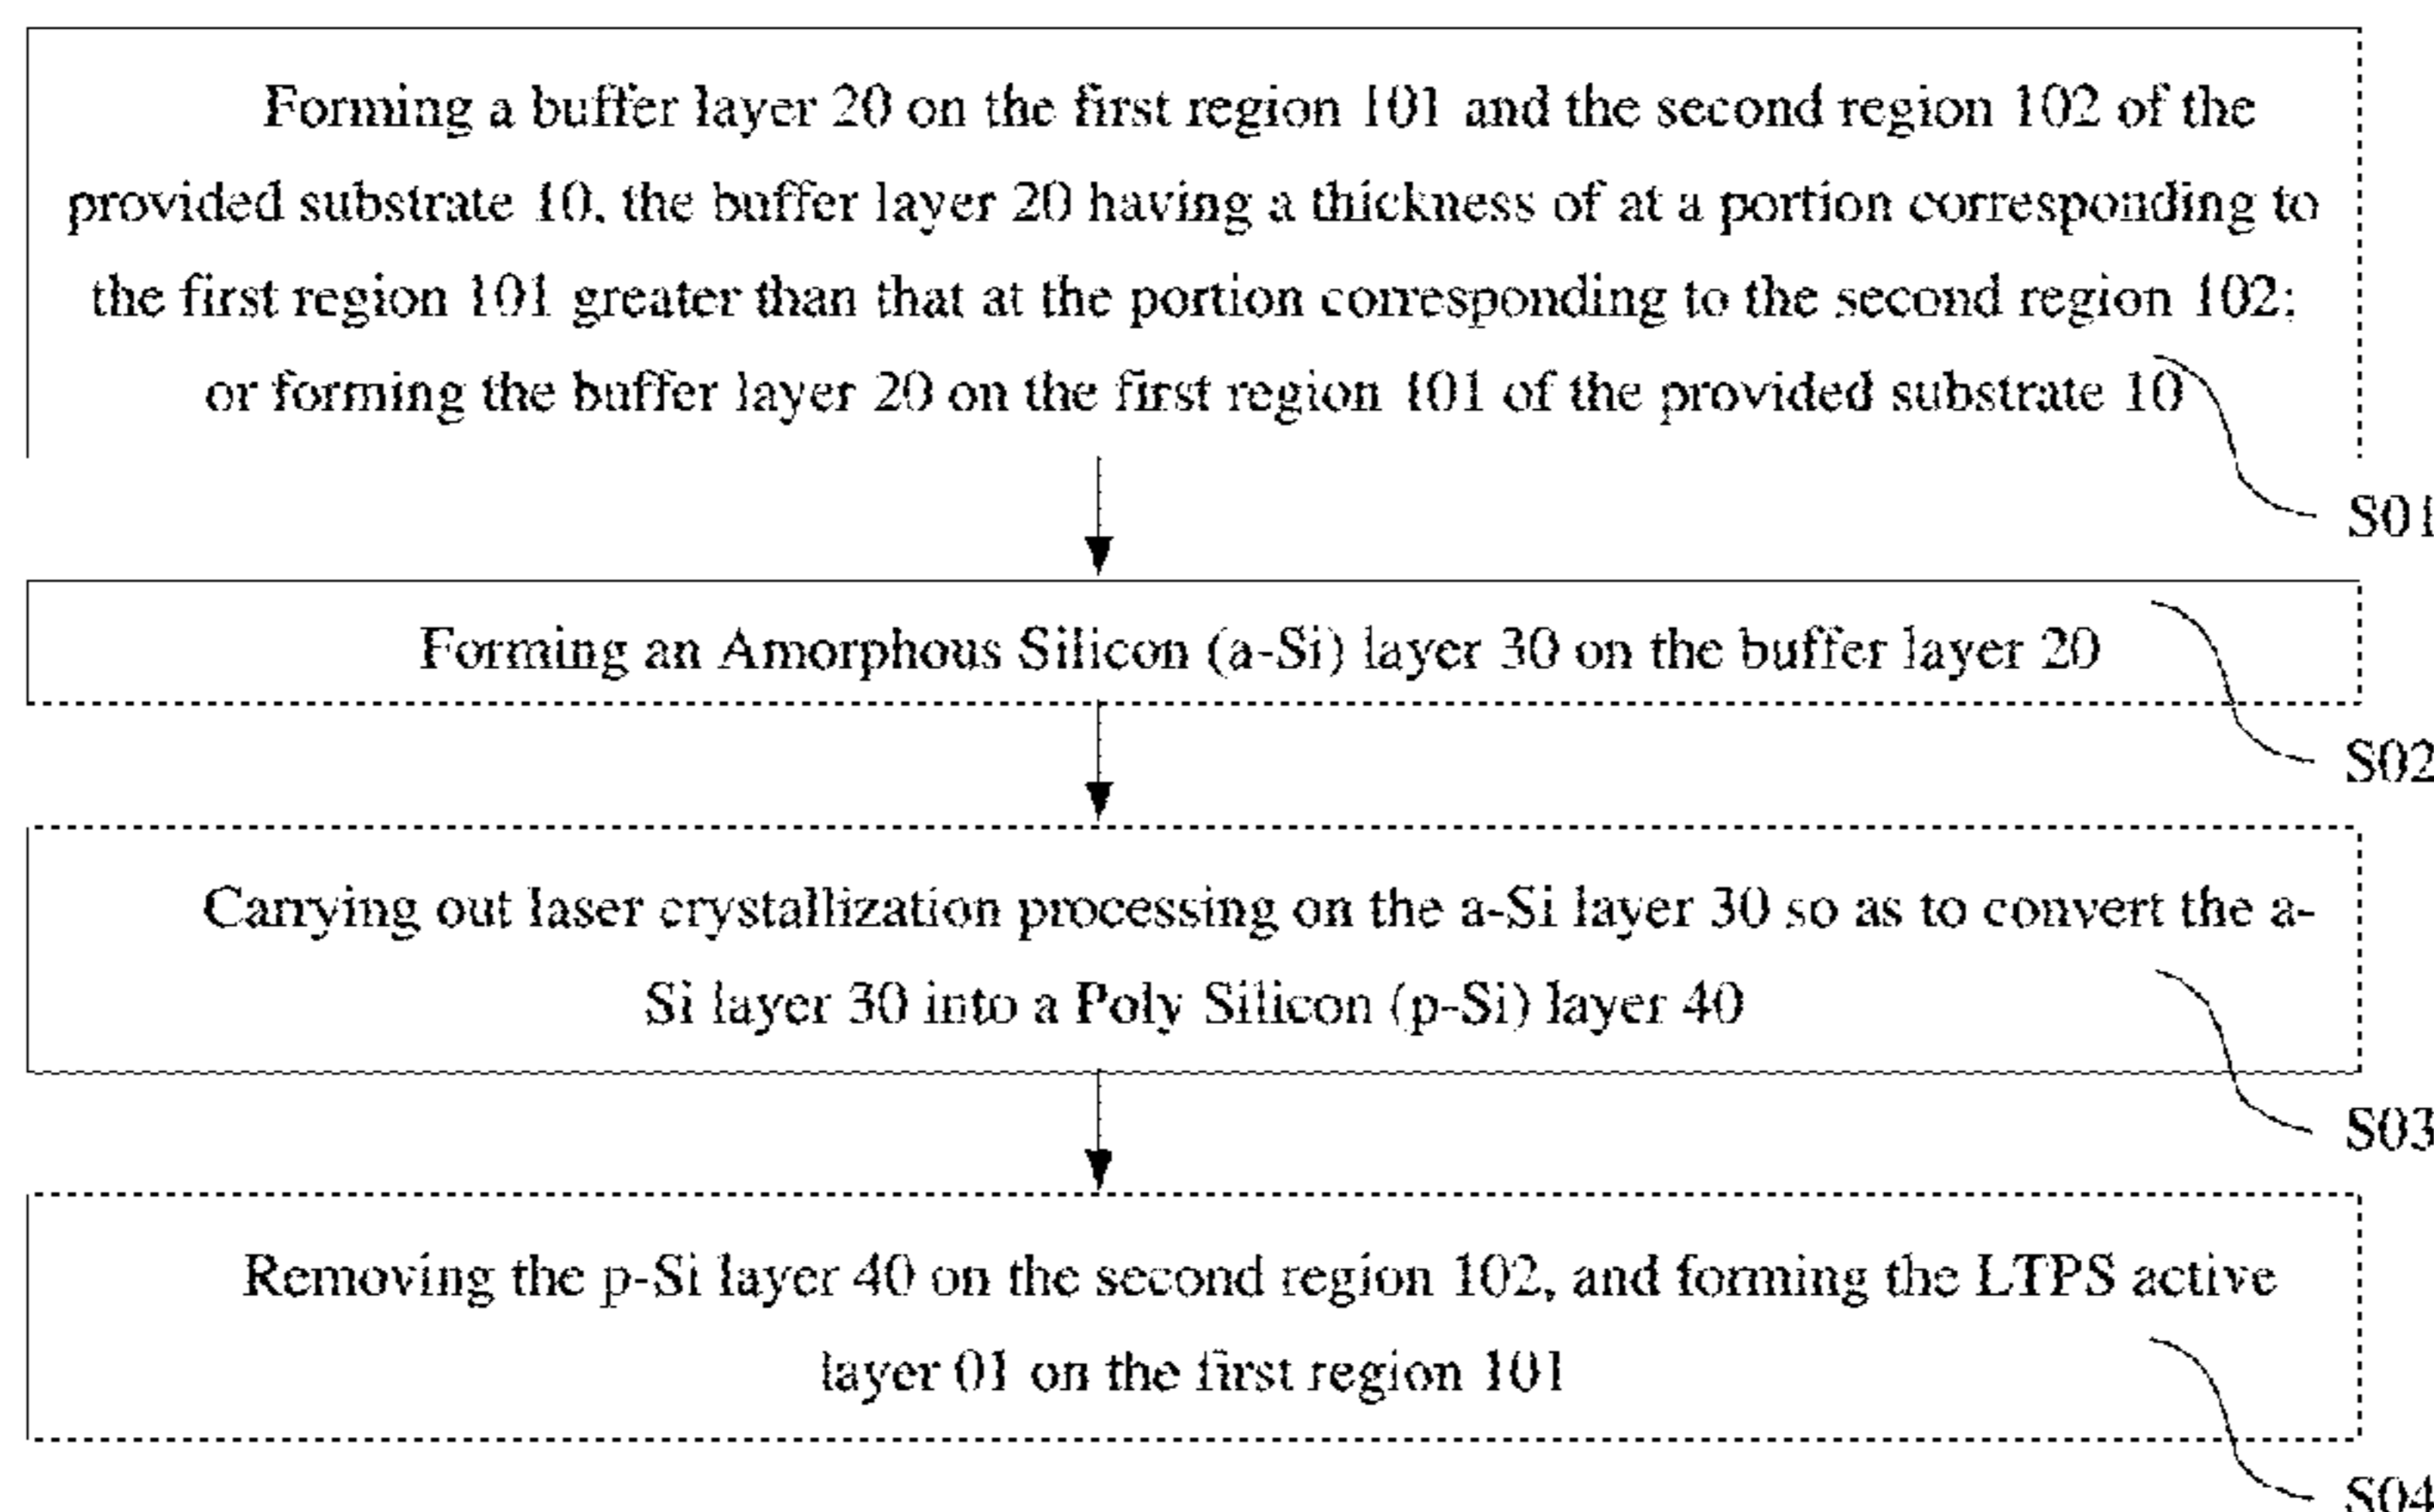 Forming a buffer layer 20 on the first region 101 and the second region 102 of the
provided substrate 10, the buffer layer 20 having a thickness of at a portion corresponding to
the first region 101 greater than that at the portion corresponding to the second region 102;
or forming the buffer layer 20 on the first region 101 of the provided substrate 10
S01
Forming an Amorphous Silicon (a-Si) layer 30 on the buffer layer 20
S02
Carrying out laser crystallization processing on the a-Si layer 30 so as to convert the a-
Si layer 30 into a Poly Silicon (p-Si) layer 40
S03
Removing the p-Si layer 40 on the second region 102, and forming the LTPS active
layer 01 on the first region 101
S04